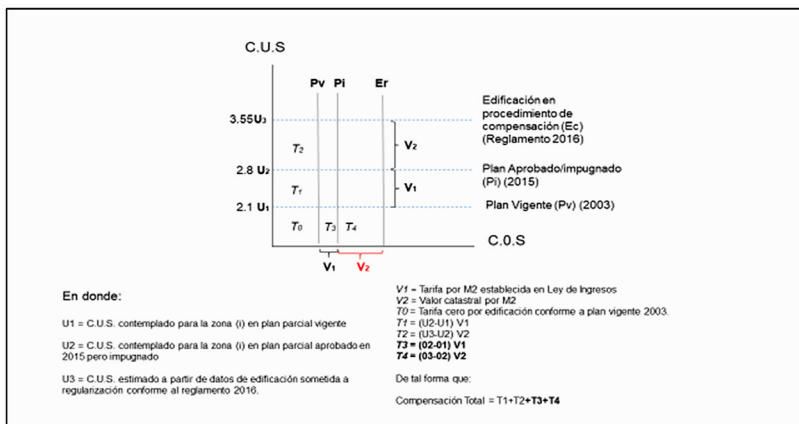 C.U.S
Pv Pi Er
3.55U3
2.8 U2
2.1 U1
T2
T1
T0 T3 T4
V2
V1
V1 V2
C.0.S
Edificación en
procedimiento de
compensación (Ec)
(Reglamento 2016)
Plan Aprobado/impugnado
(Pi) (2015)
Plan Vigente (Pv) (2003)
En donde:
U1 = C.U.S. contemplado para la zona (i) en plan parcial vigente
U2 = C.U.S. contemplado para la zona (i) en plan parcial aprobado en
2015 pero impugnado
U3 = C.U.S. estimado a partir de datos de edificación sometida a
regularización conforme al reglamento 2016.
V1 = Tarifa por M2 establecida en Ley de Ingresos
V2 = Valor catastral por M2
T0 = Tarifa cero por edificación conforme a plan vigente 2003.
T1 = (U2-U1) V1
T2 = (U3-U2) V2
T3 = (02-01) V1
T4 = (03-02) V2
De tal forma que:
Compensación Total = T1+T2+T3+T4